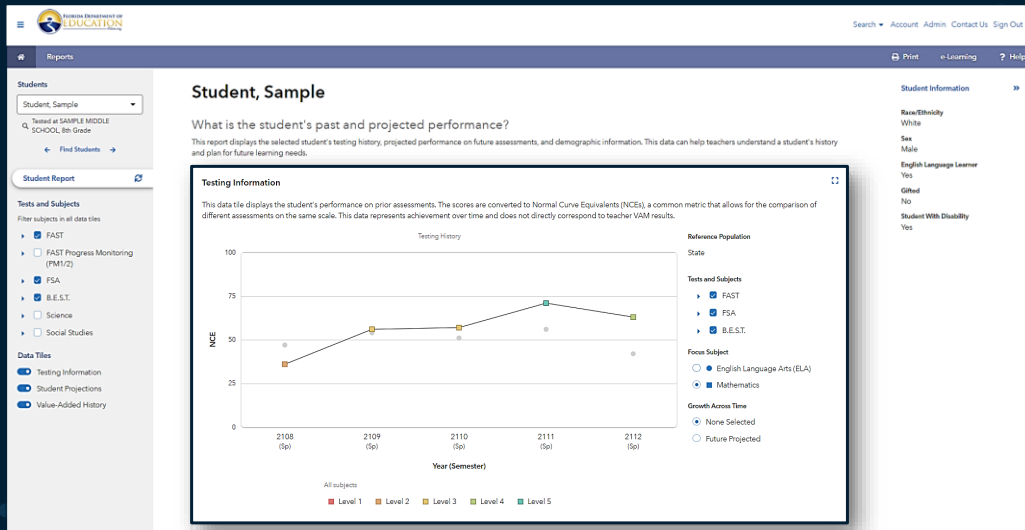 FLORIDA DEPARTMENT OF
EDUCATION
Search Account Admin Contact Us Sign Out
Reports
Print e-Learning ? Help
Students
Student, Sample
Tested at SAMPLE MIDDLE
SCHOOL, 8th Grade
Find Students
Student Report
Tests and Subjects
Filter subjects in all data tiles
FAST
FAST Progress Monitoring
(PM1/2)
FSA
B.E.S.T.
Science
Social Studies
Data Tiles
Testing Information
Student Projections
Value-Added History
Student, Sample
What is the student's past and projected performance?
This report displays the selected student's testing history, projected performance on future assessments, and demographic information. This data can help teachers understand a student's history
and plan for future learning needs.
Testing Information
This data tile displays the student's performance on prior assessments. The scores are converted to Normal Curve Equivalents (NCEs), a common metric that allows for the comparison of
different assessments on the same scale. This data represents achievement over time and does not directly correspond to teacher VAM results.
Testing History
100
75
50
25
0
NCE
2108 2109 2110 2111 2112
(Sp) (Sp) (Sp) (Sp) (Sp)
Year (Semester)
All subjects
Level 1 Level 2 Level 3 Level 4 Level 5
Reference Population
State
Tests and Subjects
FAST
FSA
B.E.S.T.
Focus Subject
English Language Arts (ELA)
Mathematics
Growth Across Time
None Selected
Future Projected
Student Information »
Race/Ethnicity
White
Sex
Male
English Language Learner
Yes
Gifted
No
Student With Disability
Yes